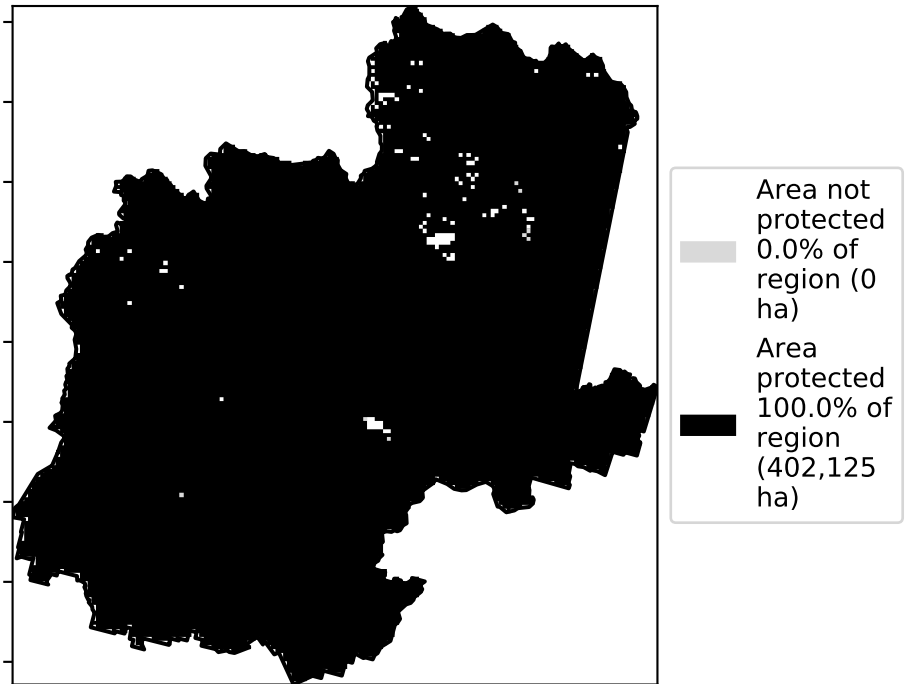 Area not
protected
0.0% of
region (0
ha)
Area
protected
100.0% of
region
(402,125
ha)